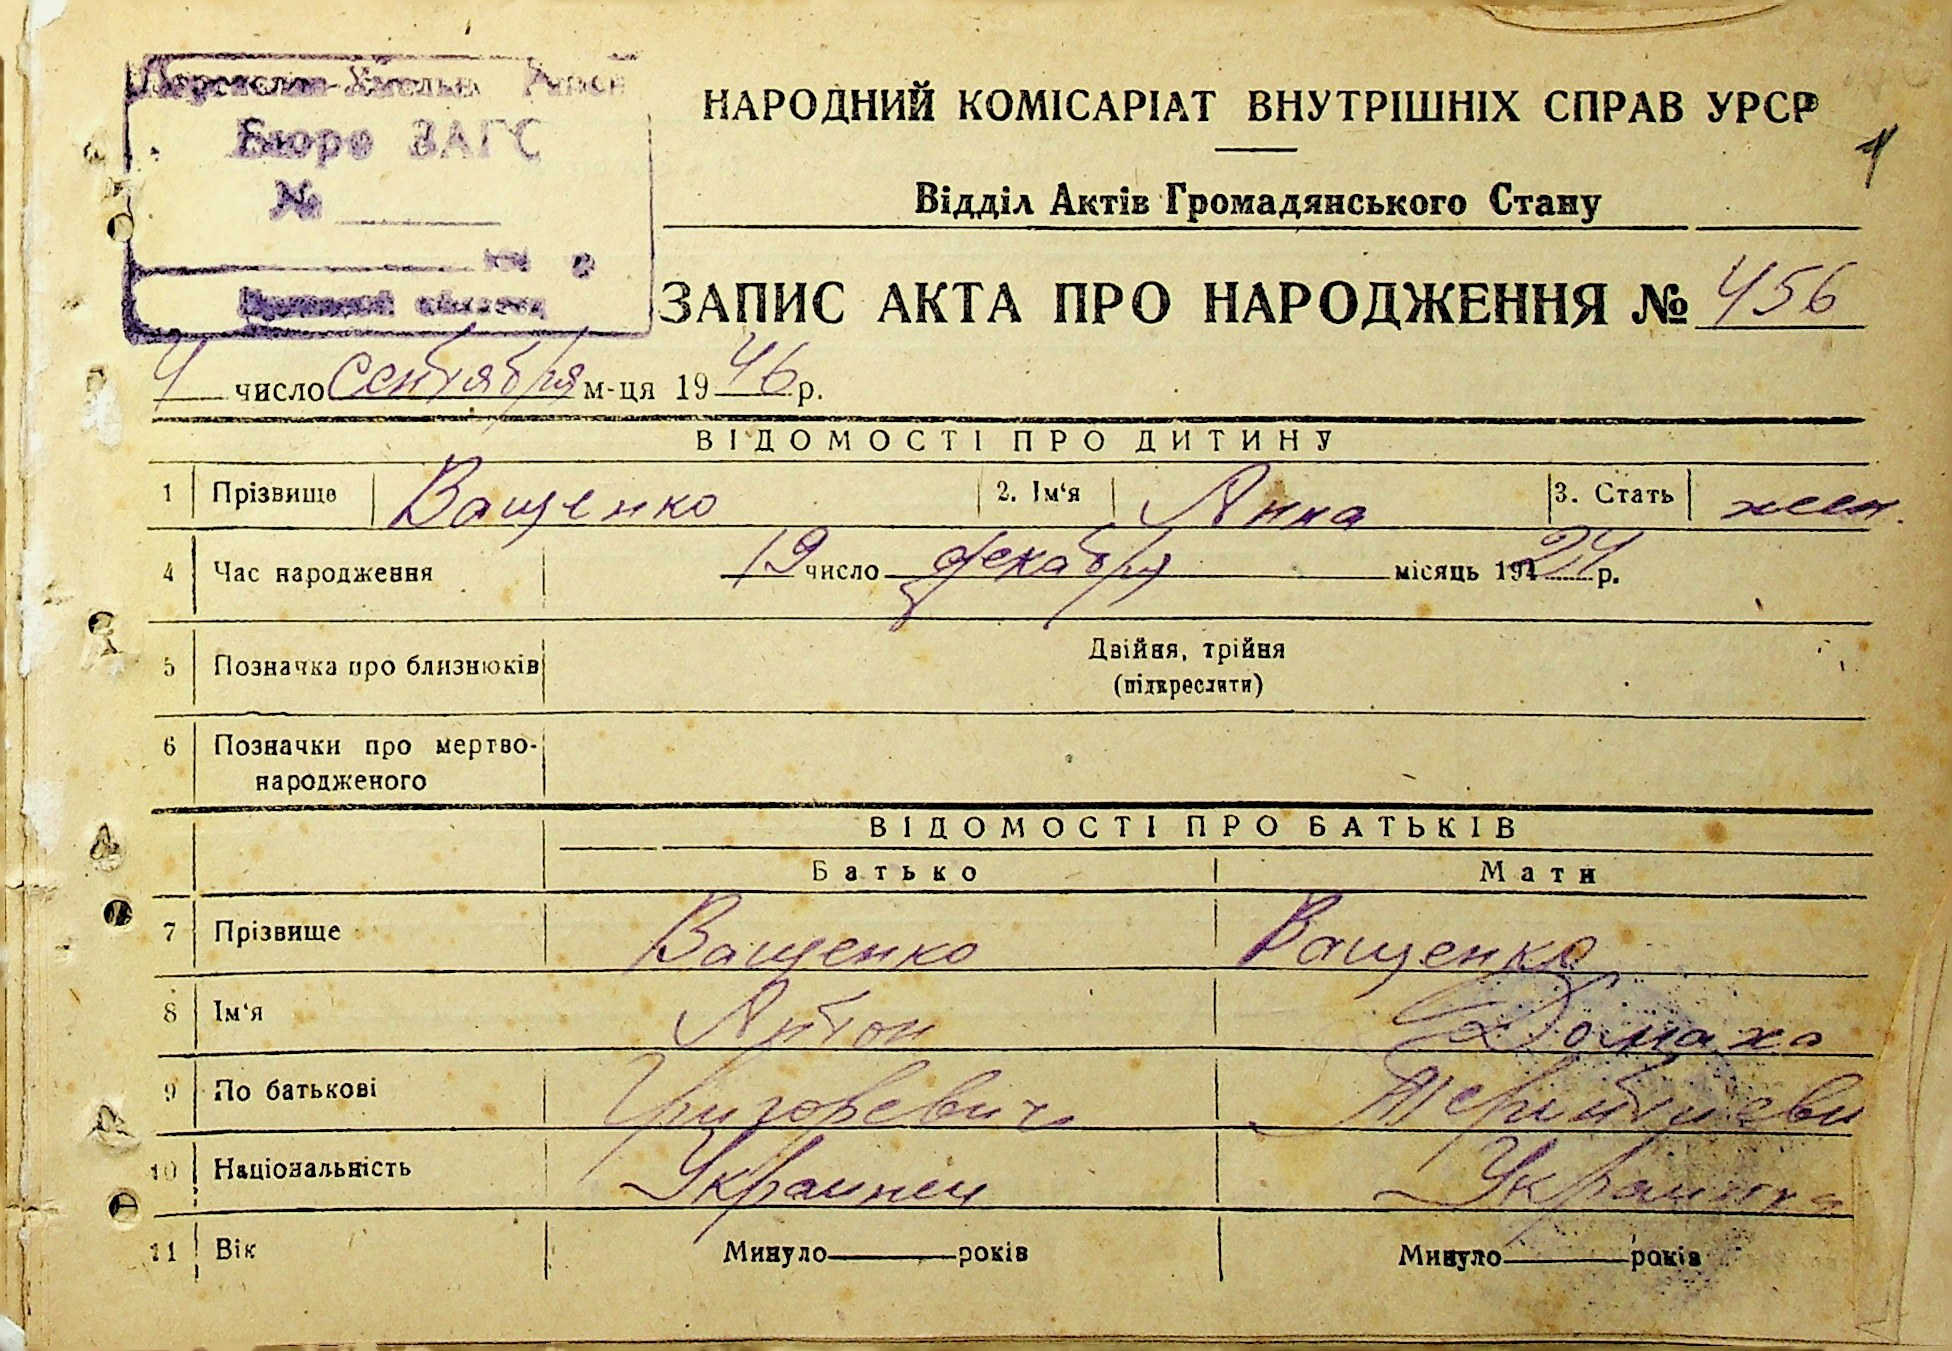 Бюро ЗАГС
№
НАРОДНИЙ КОМІСАРІАТ ВНУТРІШНІХ СПРАВ УРСР
Відділ Актів Громадянського Стану
ЗАПИС АКТА ПРО НАРОДЖЕННЯ № 456
4 число сентября м-ця 1946 р.
ВІДОМОСТІ ПРО ДИТИНУ
1 Прізвище Ващенко 2. Ім'я Анна 3. Стать жен.
4 Час народження 19 число декабря місяць 1924 р.
5 Позначка про близнюків Двійня, трійня
(підкреслити)
6 Позначки про мертво-
народженого
ВІДОМОСТІ ПРО БАТЬКІВ
Батько Мати
7 Прізвище Ващенко Ващенко
8 Ім'я Антон Домаха
9 По батькові Григоревич
10 Національність Украинец Украинка
11 Вік Минуло років Минуло років